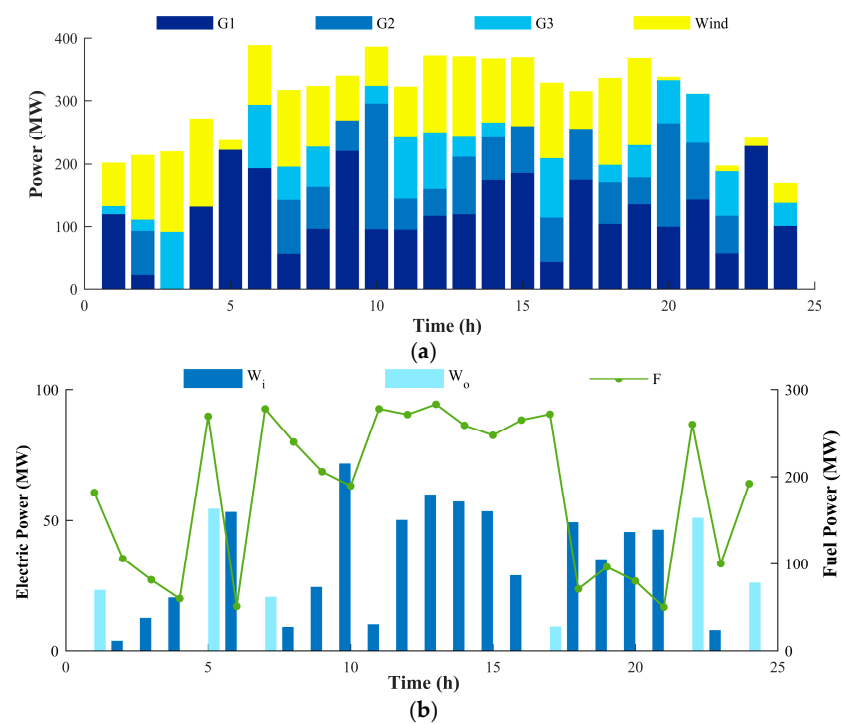 (a)
G1 G2 G3 Wind
400
300
200
100
0
Power (MW)
0 5 10 15 20 25
Time (h)
(a)
W_i W_o F
100
50
0
Electric Power (MW)
300
200
100
0
Fuel Power (MW)
0 5 10 15 20 25
Time (h)
(b)